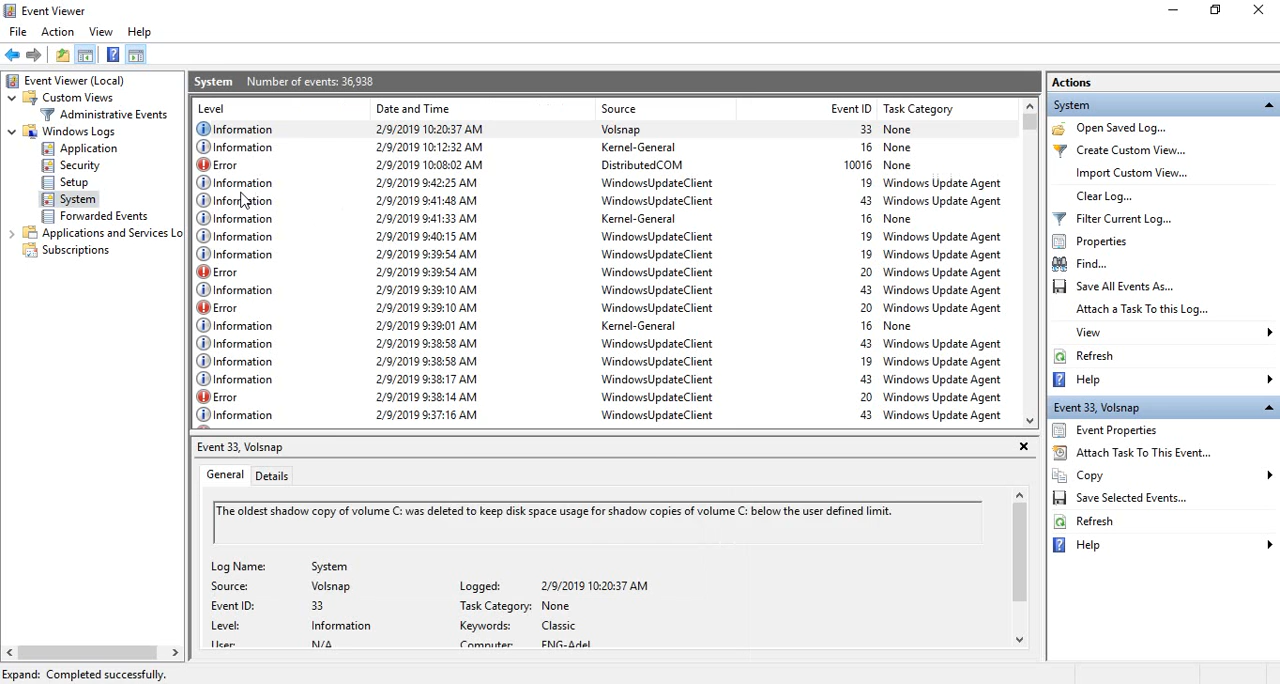 Event Viewer
File Action View Help
Event Viewer (Local)
Custom Views
Administrative Events
Windows Logs
Application
Security
Setup
System
Forwarded Events
Applications and Services Lo
Subscriptions
System Number of events: 36,938
Level Date and Time Source Event ID Task Category
Information 2/9/2019 10:20:37 AM Volsnap 33 None
Information 2/9/2019 10:12:32 AM Kernel-General 16 None
Error 2/9/2019 10:08:02 AM DistributedCOM 10016 None
Information 2/9/2019 9:42:25 AM WindowsUpdateClient 19 Windows Update Agent
Information 2/9/2019 9:41:48 AM WindowsUpdateClient 43 Windows Update Agent
Information 2/9/2019 9:41:33 AM Kernel-General 16 None
Information 2/9/2019 9:40:15 AM WindowsUpdateClient 19 Windows Update Agent
Information 2/9/2019 9:39:54 AM WindowsUpdateClient 19 Windows Update Agent
Error 2/9/2019 9:39:54 AM WindowsUpdateClient 20 Windows Update Agent
Information 2/9/2019 9:39:10 AM WindowsUpdateClient 43 Windows Update Agent
Error 2/9/2019 9:39:10 AM WindowsUpdateClient 20 Windows Update Agent
Information 2/9/2019 9:39:01 AM Kernel-General 16 None
Information 2/9/2019 9:38:58 AM WindowsUpdateClient 43 Windows Update Agent
Information 2/9/2019 9:38:58 AM WindowsUpdateClient 19 Windows Update Agent
Information 2/9/2019 9:38:17 AM WindowsUpdateClient 43 Windows Update Agent
Error 2/9/2019 9:38:14 AM WindowsUpdateClient 20 Windows Update Agent
Information 2/9/2019 9:37:16 AM WindowsUpdateClient 43 Windows Update Agent
Event 33, Volsnap
General Details
The oldest shadow copy of volume C: was deleted to keep disk space usage for shadow copies of volume C: below the user defined limit.
Log Name: System
Source: Volsnap Logged: 2/9/2019 10:20:37 AM
Event ID: 33 Task Category: None
Level: Information Keywords: Classic
User: N/A Computer: ENG-Adel
Actions
System
Open Saved Log...
Create Custom View...
Import Custom View...
Clear Log...
Filter Current Log...
Properties
Find...
Save All Events As...
Attach a Task To this Log...
View
Refresh
Help
Event 33, Volsnap
Event Properties
Attach Task To This Event...
Copy
Save Selected Events...
Refresh
Help
Expand: Completed successfully.